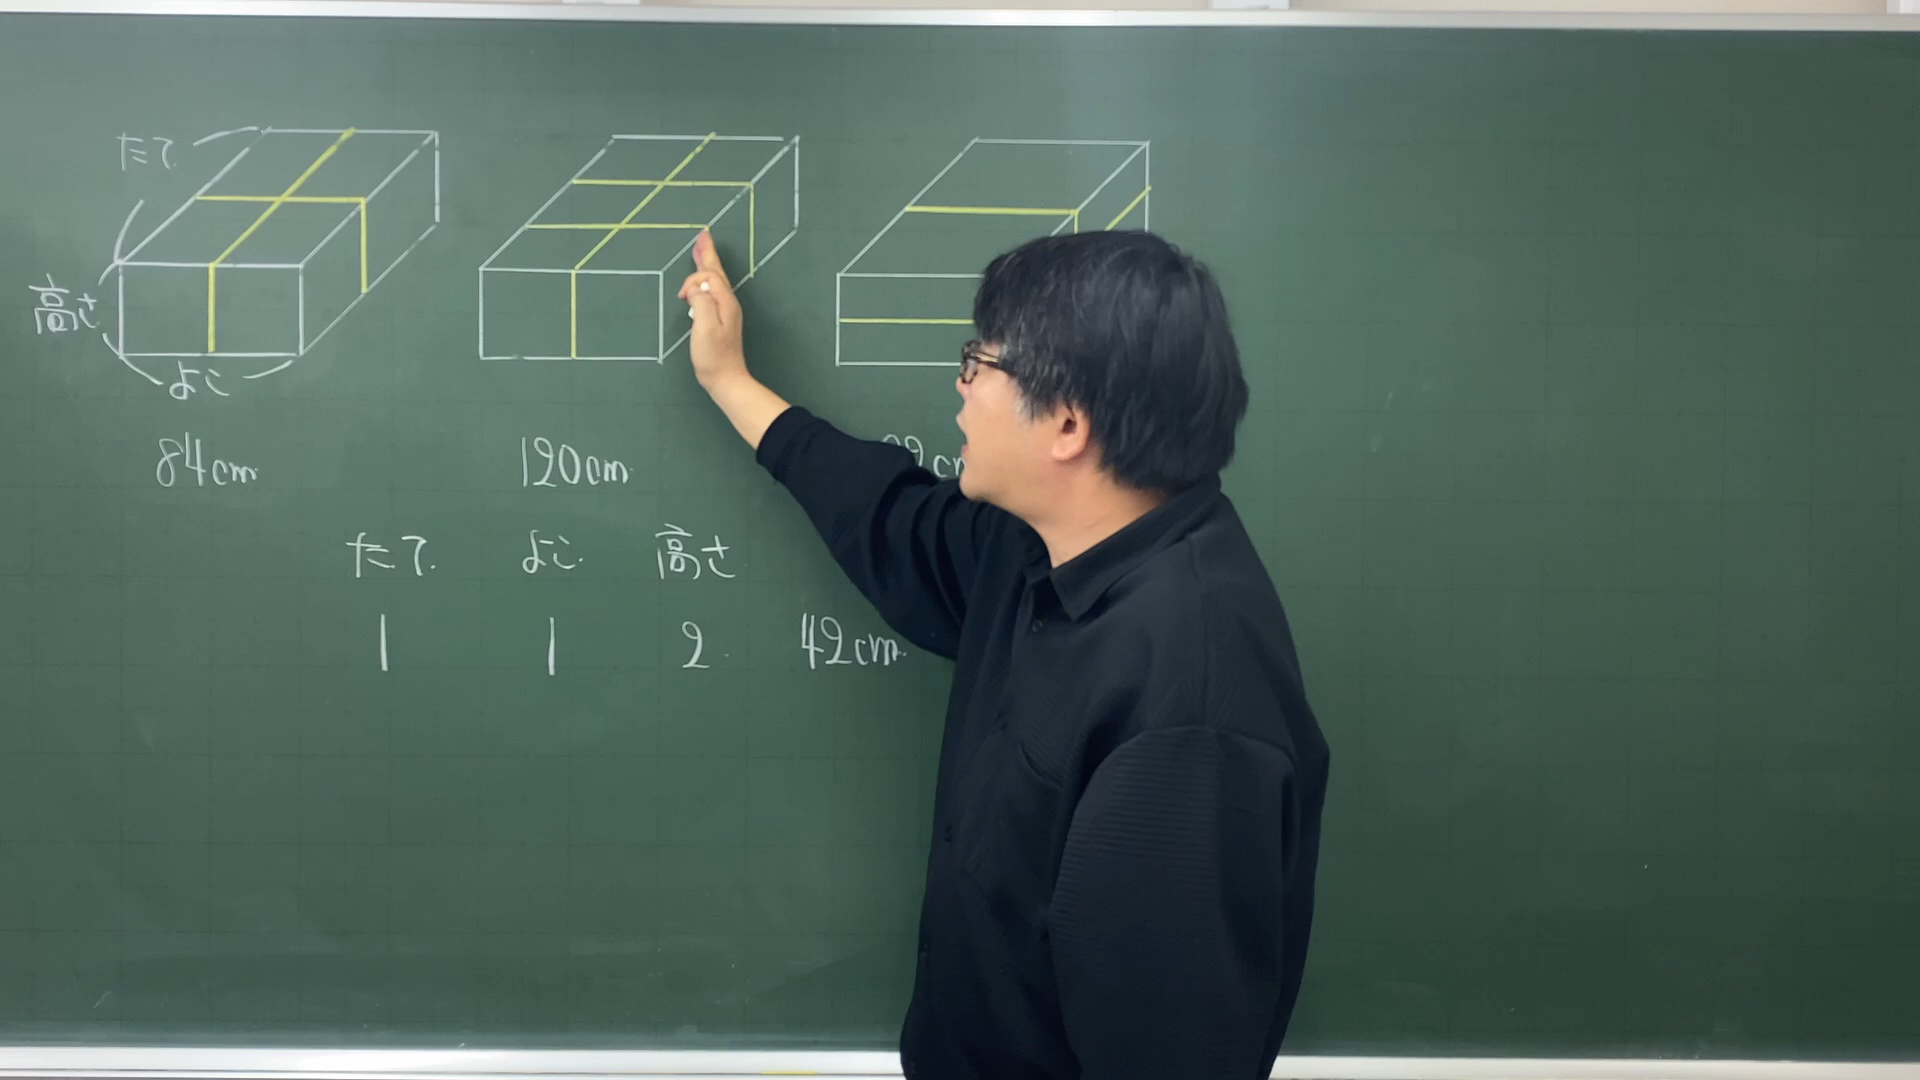 たて
高さ
よこ
84cm 120cm
たて よこ 高さ
1 1 2 42cm